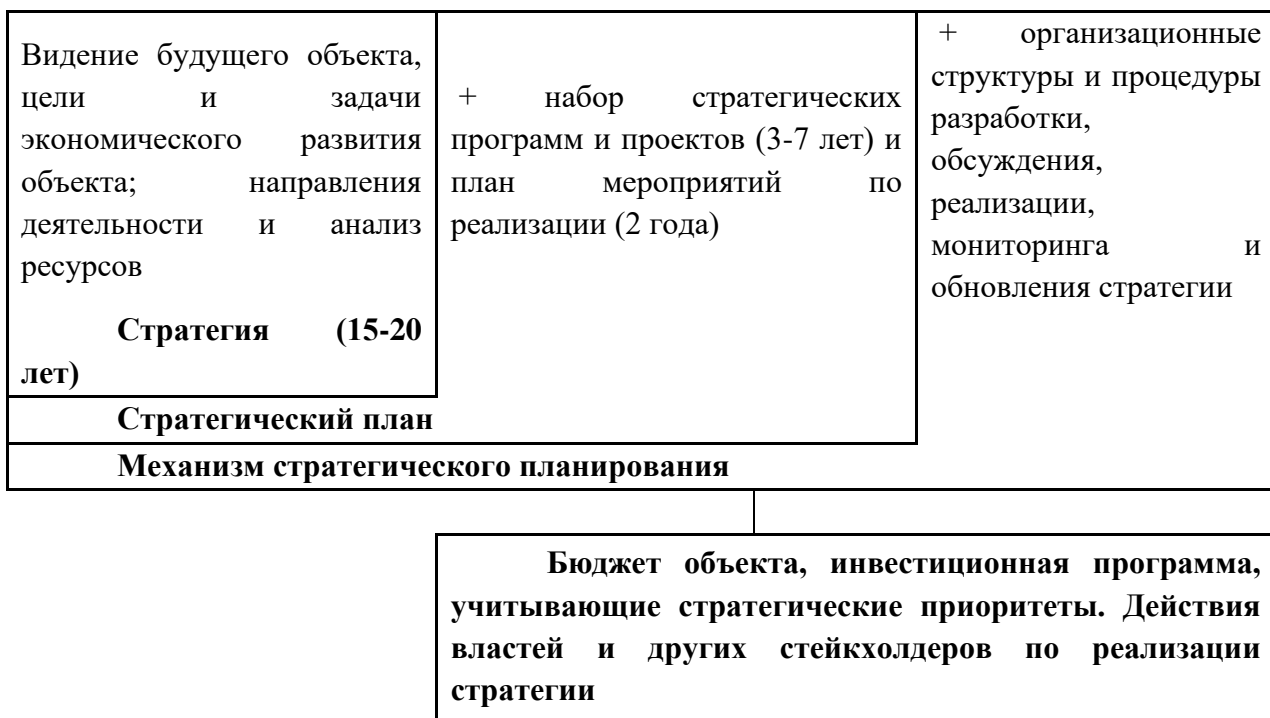 Видение будущего объекта,
цели и задачи
экономического развития
объекта; направления
деятельности и анализ
ресурсов
Стратегия (15-20
лет)
+ набор стратегических
программ и проектов (3-7 лет) и
план мероприятий по
реализации (2 года)
+ организационные
структуры и процедуры
разработки,
обсуждения,
реализации,
мониторинга и
обновления стратегии
Стратегический план
Механизм стратегического планирования
Бюджет объекта, инвестиционная программа,
учитывающие стратегические приоритеты. Действия
властей и других стейкхолдеров по реализации
стратегии